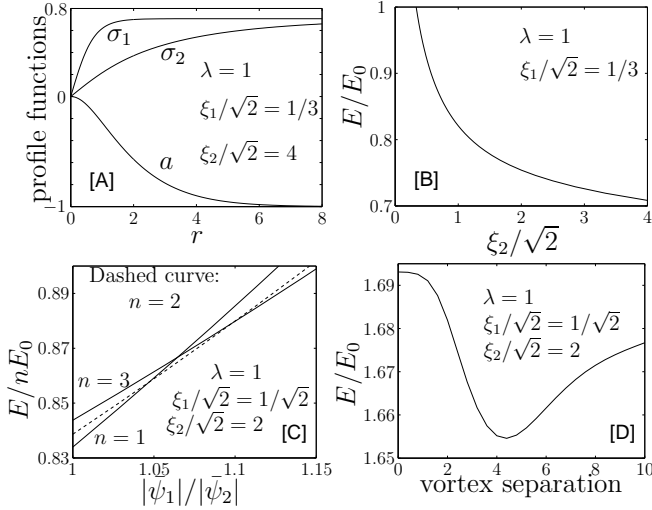 0.8
0
−1
profile functions
σ₁
σ₂
a
λ = 1
ξ₁/√2 = 1/3
ξ₂/√2 = 4
[A]
0 2 4 6 8
r
1
0.9
0.8
0.7
E/E₀
λ = 1
ξ₁/√2 = 1/3
[B]
0 1 2 3 4
ξ₂/√2
0.89
0.87
0.85
0.83
E/nE₀
Dashed curve:
n = 2
n = 3
n = 1
λ = 1
ξ₁/√2 = 1/√2
ξ₂/√2 = 2
[C]
1 1.05 1.1 1.15
|ψ̄₁|/|ψ̄₂|
1.69
1.68
1.67
1.66
1.65
E/E₀
λ = 1
ξ₁/√2 = 1/√2
ξ₂/√2 = 2
[D]
0 2 4 6 8 10
vortex separation